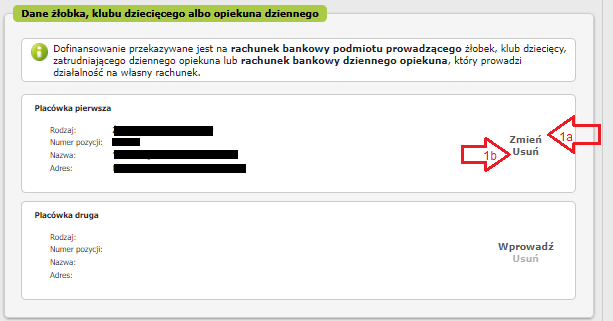 Dane żłobka, klubu dziecięcego albo opiekuna dziennego
Dofinansowanie przekazywane jest na rachunek bankowy podmiotu prowadzącego żłobek, klub dziecięcy,
zatrudniającego dziennego opiekuna lub rachunek bankowy dziennego opiekuna, który prowadzi
działalność na własny rachunek.
Placówka pierwsza
Rodzaj:
Numer pozycji:
Nazwa:
Adres:
Zmień
1a
Usuń
1b
Placówka druga
Rodzaj:
Numer pozycji:
Nazwa:
Adres:
Wprowadź
Usuń